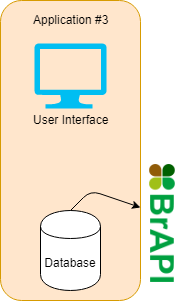 Application #3
User Interface
Database
BrAPI